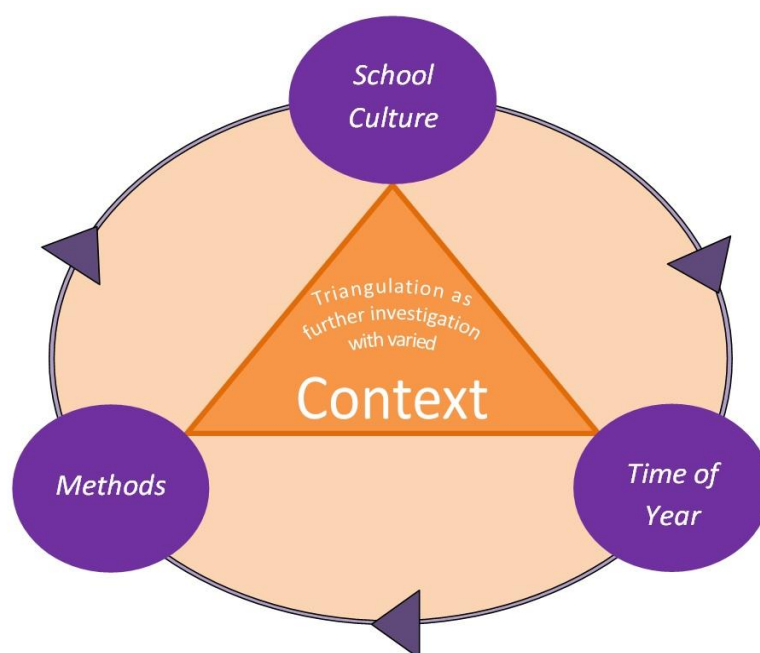 School
Culture
Triangulation as
further investigation
with varied
Context
Methods
Time of
Year